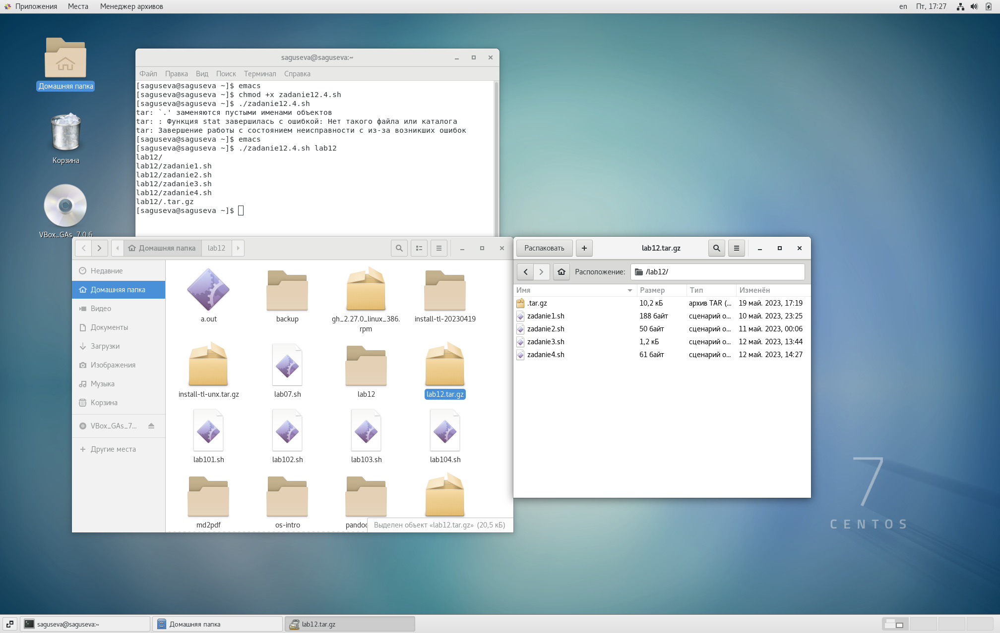 Приложения Места Менеджер архивов en Пт, 17:27
Домашняя папка
Корзина
VBox_GAs_7.0.6
saguseva@saguseva:~
Файл Правка Вид Поиск Терминал Справка
[saguseva@saguseva ~]$ emacs
[saguseva@saguseva ~]$ chmod +x zadanie12.4.sh
[saguseva@saguseva ~]$ ./zadanie12.4.sh
tar: `.' заменяются пустыми именами объектов
tar: : Функция stat завершилась с ошибкой: Нет такого файла или каталога
tar: Завершение работы с состоянием неисправности с из-за возникших ошибок
[saguseva@saguseva ~]$ emacs
[saguseva@saguseva ~]$ ./zadanie12.4.sh lab12
lab12/
lab12/zadanie1.sh
lab12/zadanie2.sh
lab12/zadanie3.sh
lab12/zadanie4.sh
lab12/.tar.gz
[saguseva@saguseva ~]$
Домашняя папка lab12
Недавние
Домашняя папка
Видео
Документы
Загрузки
Изображения
Музыка
Корзина
VBox_GAs_7...
Другие места
a.out
backup
gh_2.27.0_linux_386.
rpm
install-tl-20230419
install-tl-unx.tar.gz
lab07.sh
lab12
lab12.tar.gz
lab101.sh
lab102.sh
lab103.sh
lab104.sh
md2pdf
os-intro
pandoc
Выделен объект «lab12.tar.gz» (20,5 кБ)
Распаковать + lab12.tar.gz
Расположение: /lab12/
Имя Размер Тип Изменён
.tar.gz 10,2 кБ архив TAR (... 19 май. 2023, 17:19
zadanie1.sh 188 байт сценарий о... 10 май. 2023, 23:25
zadanie2.sh 50 байт сценарий о... 11 май. 2023, 00:06
zadanie3.sh 1,2 кБ сценарий о... 12 май. 2023, 13:44
zadanie4.sh 61 байт сценарий о... 12 май. 2023, 14:27
7
CENTOS
saguseva@saguseva:~ Домашняя папка lab12.tar.gz